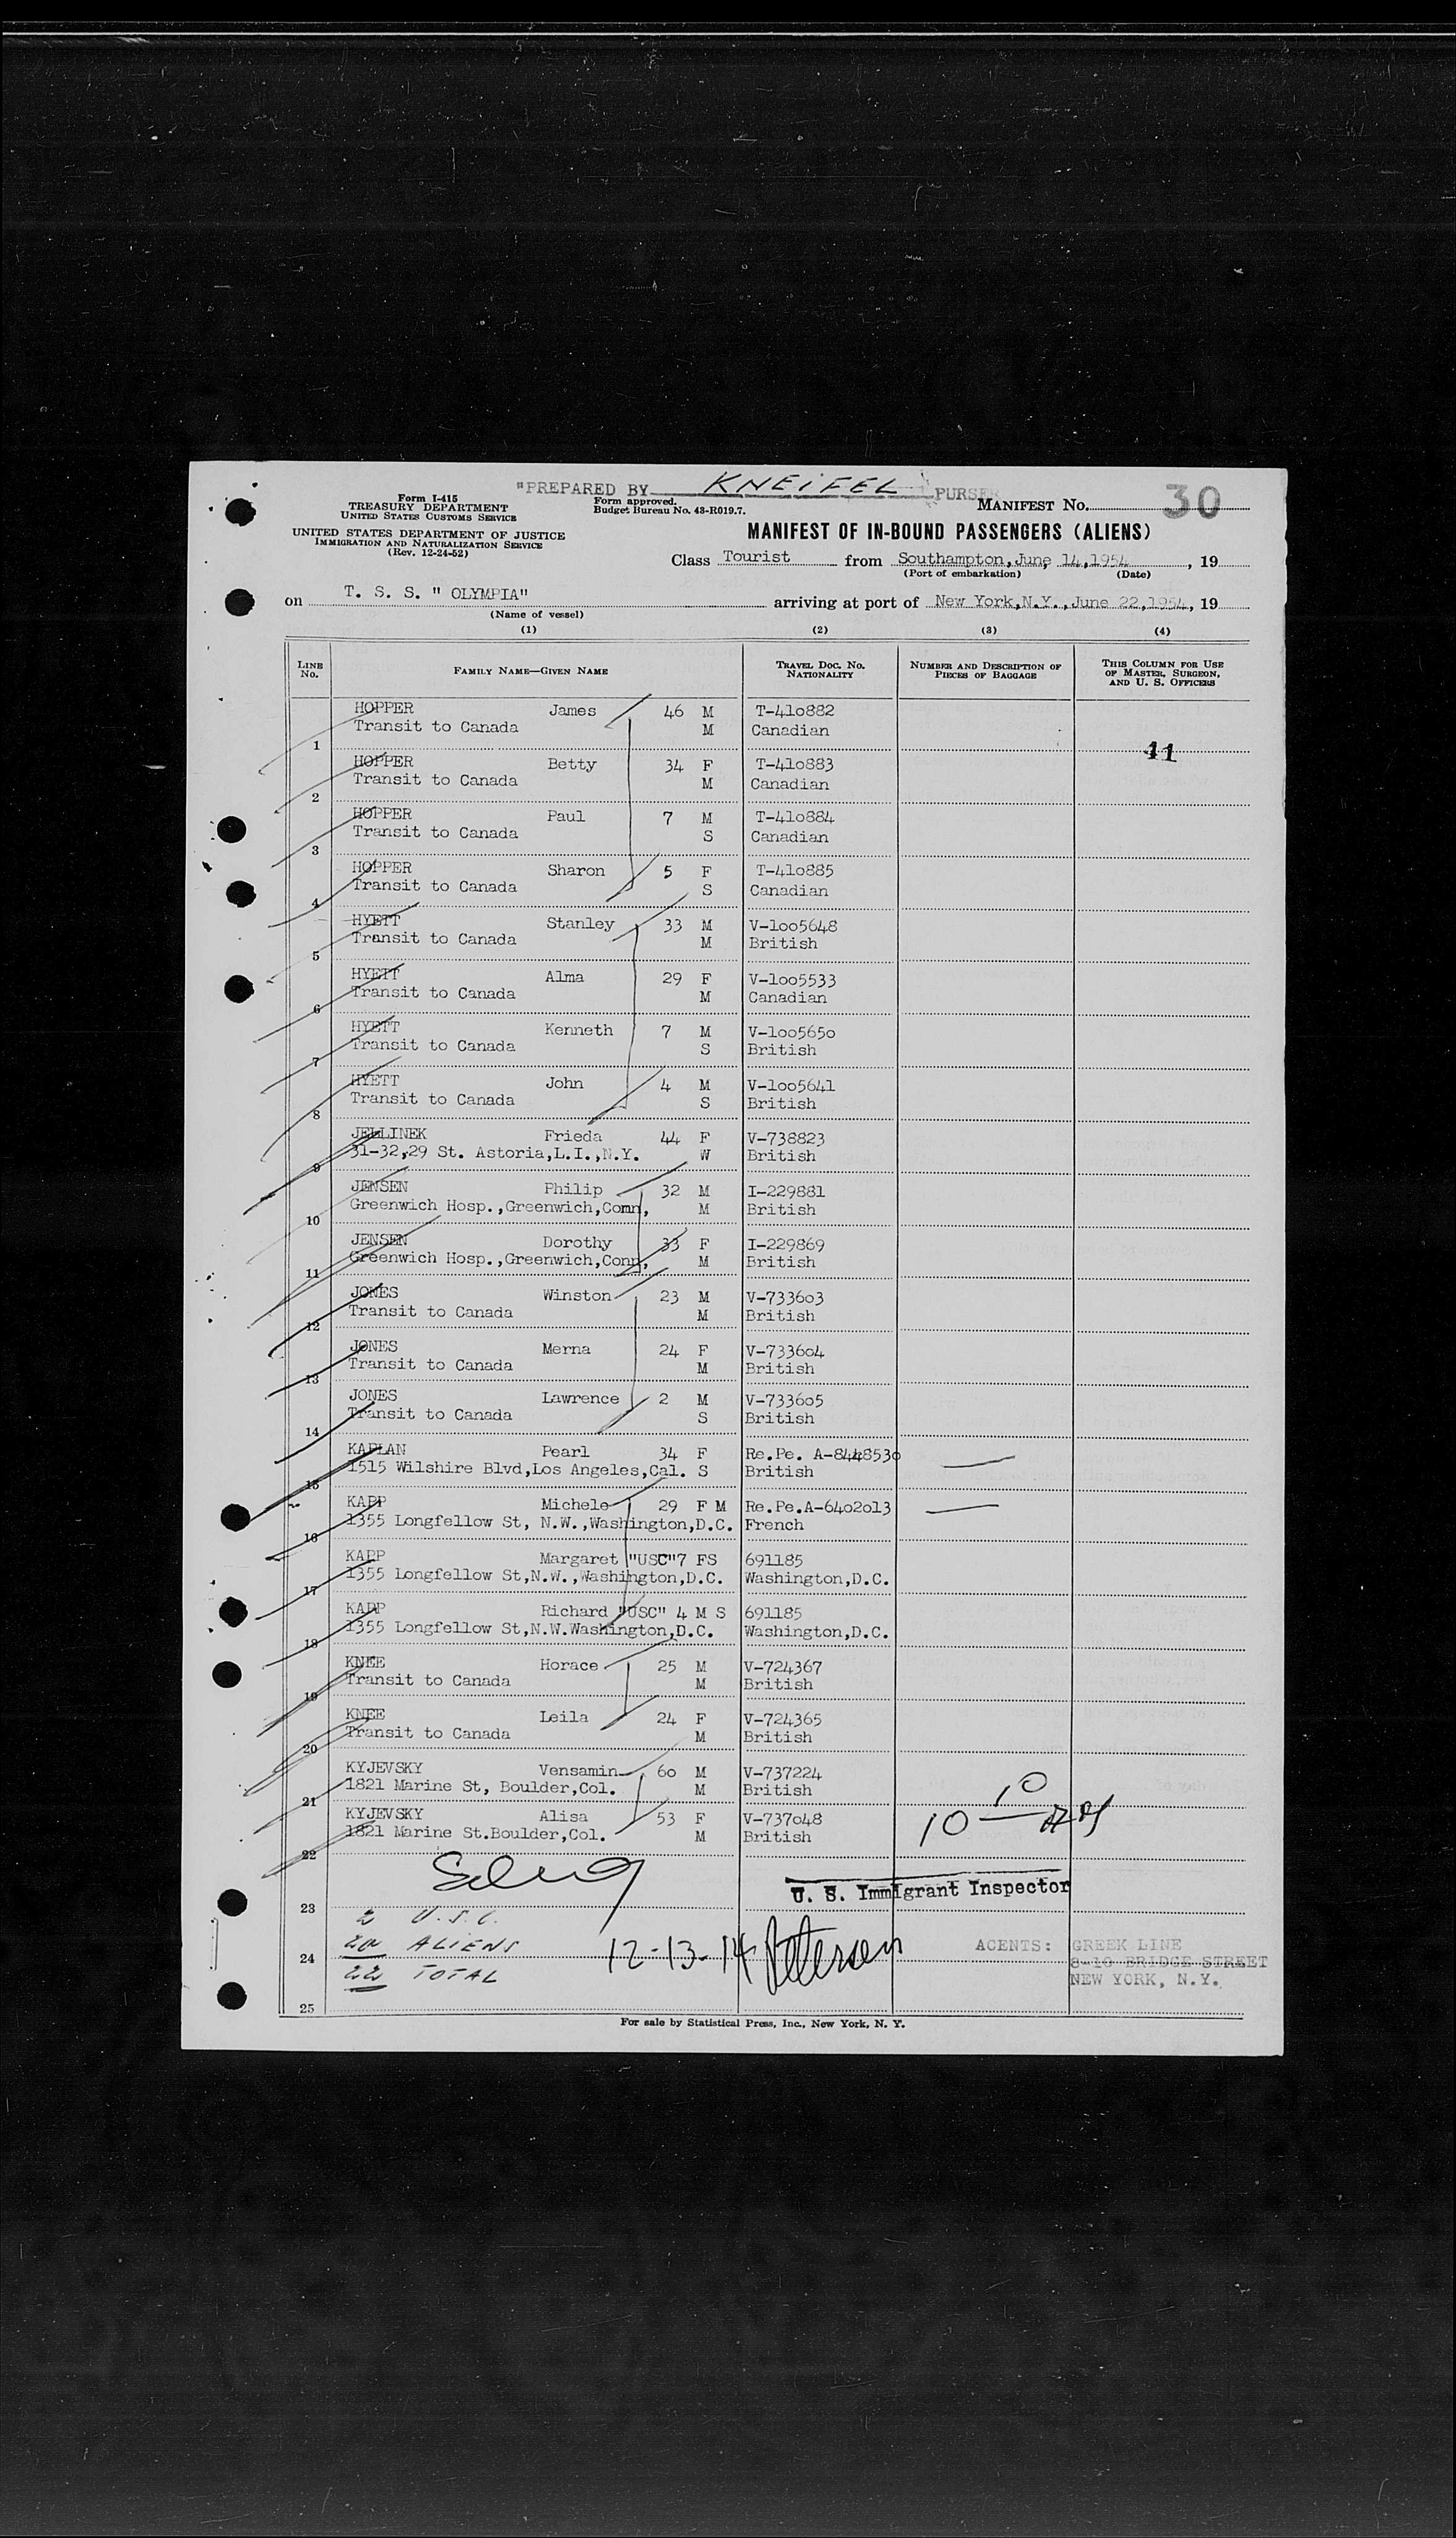 "PREPARED BY KNEIFEL PURSER
Form I-415
TREASURY DEPARTMENT
UNITED STATES CUSTOMS SERVICE
Form approved.
Budget Bureau No. 43-R019.7.
MANIFEST No. 30
UNITED STATES DEPARTMENT OF JUSTICE
IMMIGRATION AND NATURALIZATION SERVICE
(Rev. 12-24-52)
MANIFEST OF IN-BOUND PASSENGERS (ALIENS)
Class Tourist from Southampton, June 14,1954, 19
(Port of embarkation) (Date)
on T. S. S. " OLYMPIA" arriving at port of New York,N.Y.,June 22,1954, 19
(Name of vessel)
(1) (2) (3) (4)
LINE No. FAMILY NAME—GIVEN NAME TRAVEL DOC. No. NATIONALITY NUMBER AND DESCRIPTION OF PIECES OF BAGGAGE THIS COLUMN FOR USE OF MASTER, SURGEON, AND U. S. OFFICERS
HOPPER James 46 M T-410882
Transit to Canada M Canadian
1 11
HOPPER Betty 34 F T-410883
Transit to Canada M Canadian
2
HOPPER Paul 7 M T-410884
Transit to Canada S Canadian
3
HOPPER Sharon 5 F T-410885
Transit to Canada S Canadian
4
HYETT Stanley 33 M V-1005648
Transit to Canada M British
5
HYETT Alma 29 F V-1005533
Transit to Canada M Canadian
6
HYETT Kenneth 7 M V-1005650
Transit to Canada S British
7
HYETT John 4 M V-1005641
Transit to Canada S British
8
JELLINEK Frieda 44 F V-738823
31-32,29 St. Astoria,L.I.,N.Y. W British
9
JENSEN Philip 32 M I-229881
Greenwich Hosp.,Greenwich,Comn, M British
10
JENSEN Dorothy 33 F I-229869
Greenwich Hosp.,Greenwich,Conn, M British
11
JONES Winston 23 M V-733603
Transit to Canada M British
12
JONES Merna 24 F V-733604
Transit to Canada M British
13
JONES Lawrence 2 M V-733605
Transit to Canada S British
14
KAPLAN Pearl 34 F Re.Pe. A-8448530
1515 Wilshire Blvd,Los Angeles,Cal. S British
15
KAPP Michele 29 F M Re.Pe.A-6402013
1355 Longfellow St, N.W.,Washington,D.C. French
16
KAPP Margaret "USC"7 FS 691185
1355 Longfellow St,N.W.,Washington,D.C. Washington,D.C.
17
KAPP Richard "USC" 4 M S 691185
1355 Longfellow St,N.W.Washington,D.C. Washington,D.C.
18
KNEE Horace 25 M V-724367
Transit to Canada M British
19
KNEE Leila 24 F V-724365
Transit to Canada M British
20
KYJEVSKY Vensamin 60 M V-737224
1821 Marine St, Boulder,Col. M British
21 10
KYJEVSKY Alisa 53 F V-737048
1821 Marine St.Boulder,Col. M British
10
22
U. S. Immigrant Inspector
23
2 U.S.C.
20 ALIENS 12-13-14 Petersen AGENTS: GREEK LINE
24 8-10 BRIDGE STREET
22 TOTAL NEW YORK, N.Y.
25
For sale by Statistical Press, Inc., New York, N. Y.